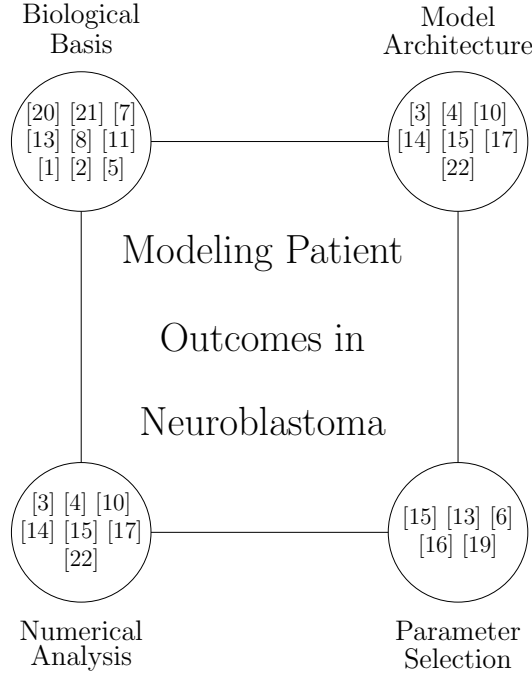 Biological
Basis
Model
Architecture
[20] [21] [7]
[13] [8] [11]
[1] [2] [5]
[3] [4] [10]
[14] [15] [17]
[22]
Modeling Patient
Outcomes in
Neuroblastoma
[3] [4] [10]
[14] [15] [17]
[22]
[15] [13] [6]
[16] [19]
Numerical
Analysis
Parameter
Selection